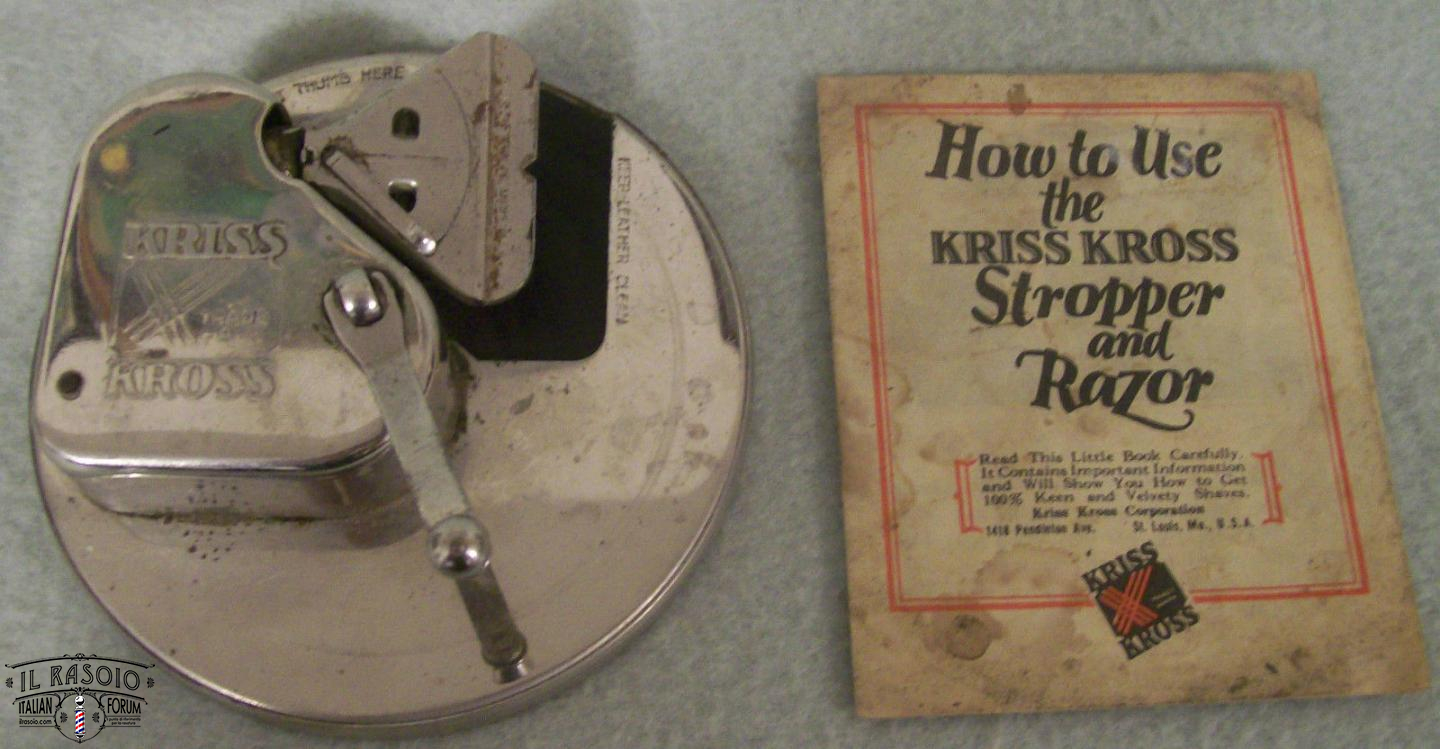 THUMB HERE
KEEP LEATHER CLEAN
KRISS
KROSS
How to Use
the
KRISS KROSS
Stropper
and
Razor
Read This Little Book Carefully.
It Contains Important Information
and Will Show You How to Get
100% Keen and Velvety Shaves.
Kriss Kross Corporation
1418 Pendleton Ave. St. Louis, Mo., U.S.A.
KRISS
KROSS
IL RASOIO
ITALIAN FORUM
ilrasoio.com